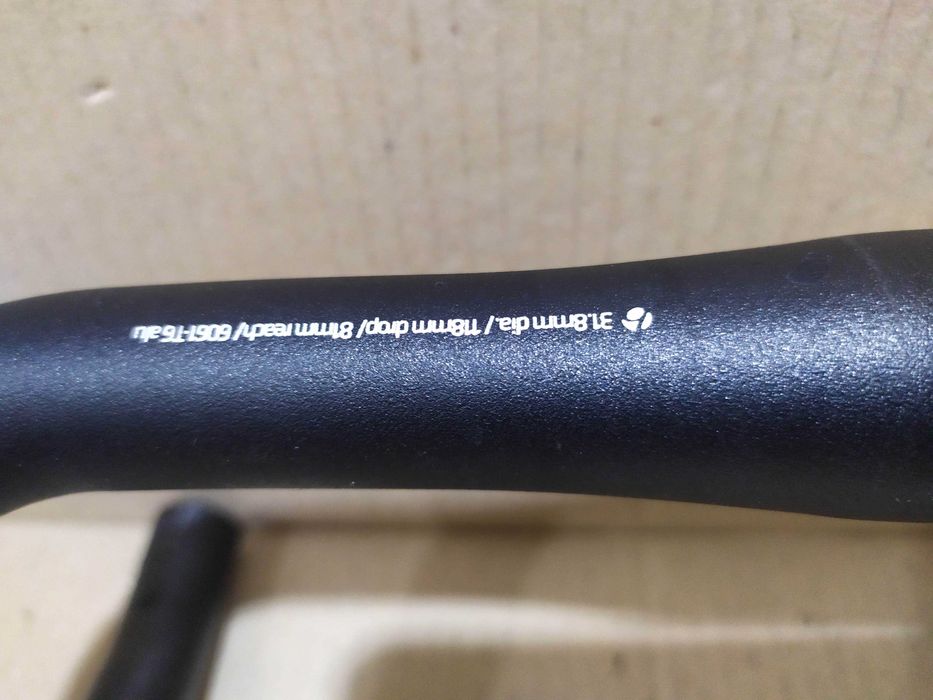 31.8mm dia./ 118mm drop/ 81mm reach/ 6061-T6 alu